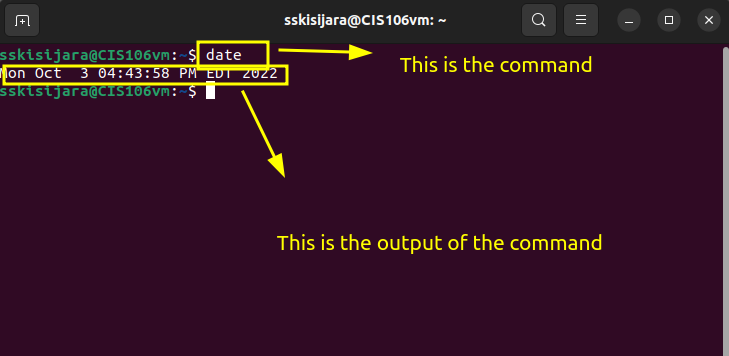 sskisijara@CIS106vm: ~
sskisijara@CIS106vm:~$ date
This is the command
Mon Oct  3 04:43:58 PM EDT 2022
sskisijara@CIS106vm:~$
This is the output of the command